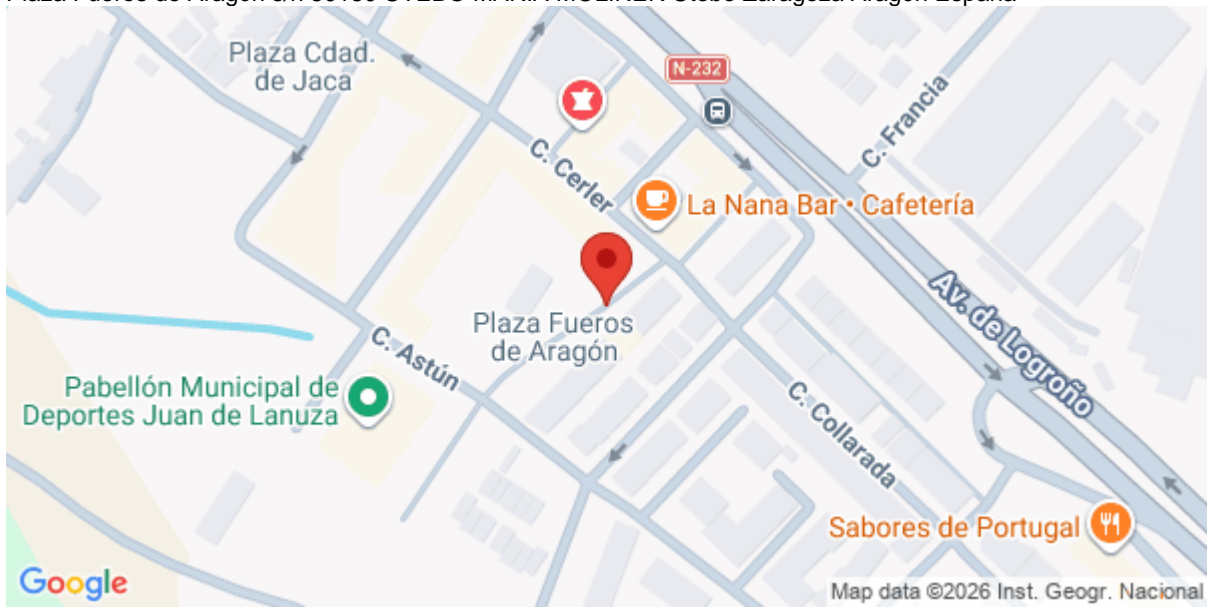 Plaza Cdad.
de Jaca
N-232
C. Francia
C. Cerler
La Nana Bar • Cafetería
Plaza Fueros
de Aragón
Av. de Logroño
C. Astún
Pabellón Municipal de
Deportes Juan de Lanuza
C. Collarada
Sabores de Portugal
Google
Map data ©2026 Inst. Geogr. Nacional